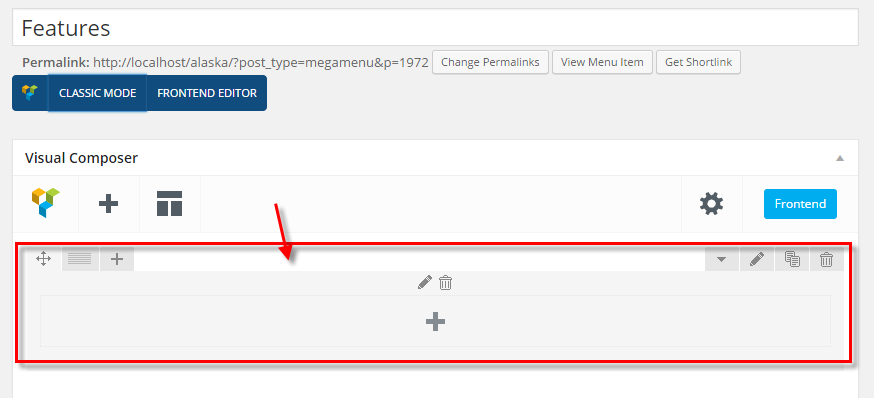 Features
Permalink: http://localhost/alaska/?post_type=megamenu&p=1972 Change Permalinks View Menu Item Get Shortlink
CLASSIC MODE FRONTEND EDITOR
Visual Composer
Frontend